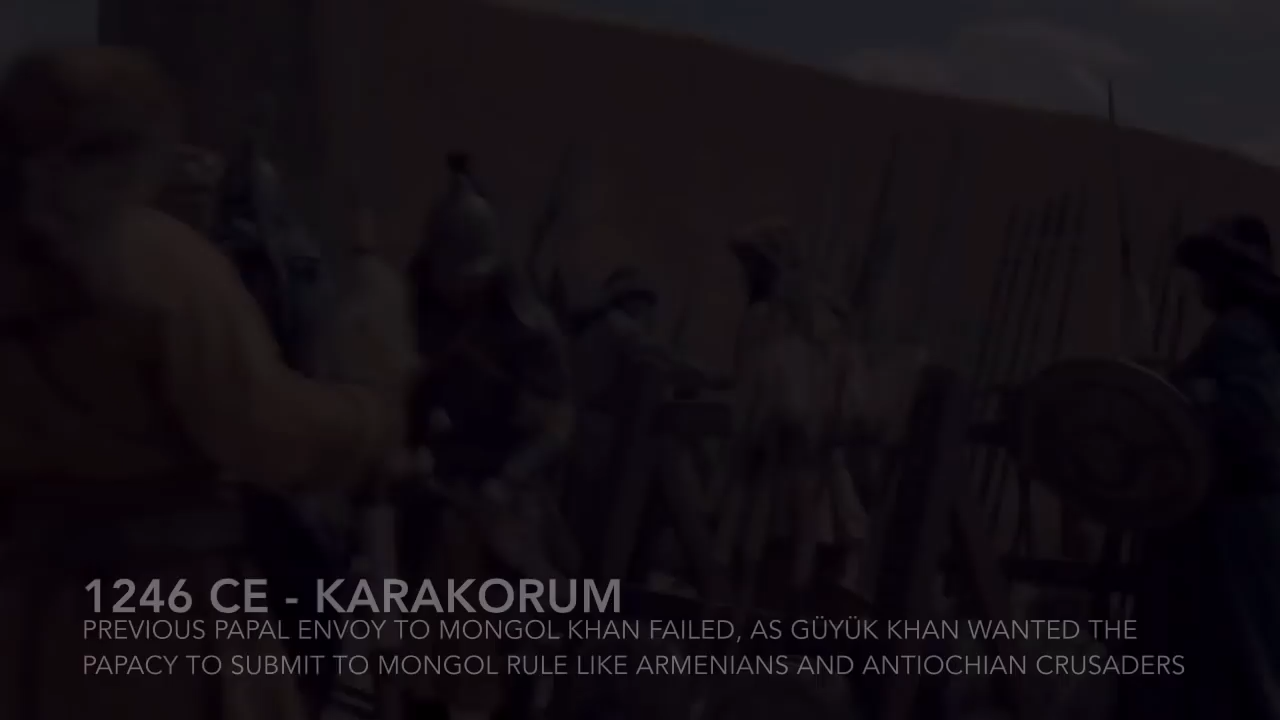 1246 CE - KARAKORUM
PREVIOUS PAPAL ENVOY TO MONGOL KHAN FAILED, AS GÜYÜK KHAN WANTED THE
PAPACY TO SUBMIT TO MONGOL RULE LIKE ARMENIANS AND ANTIOCHIAN CRUSADERS